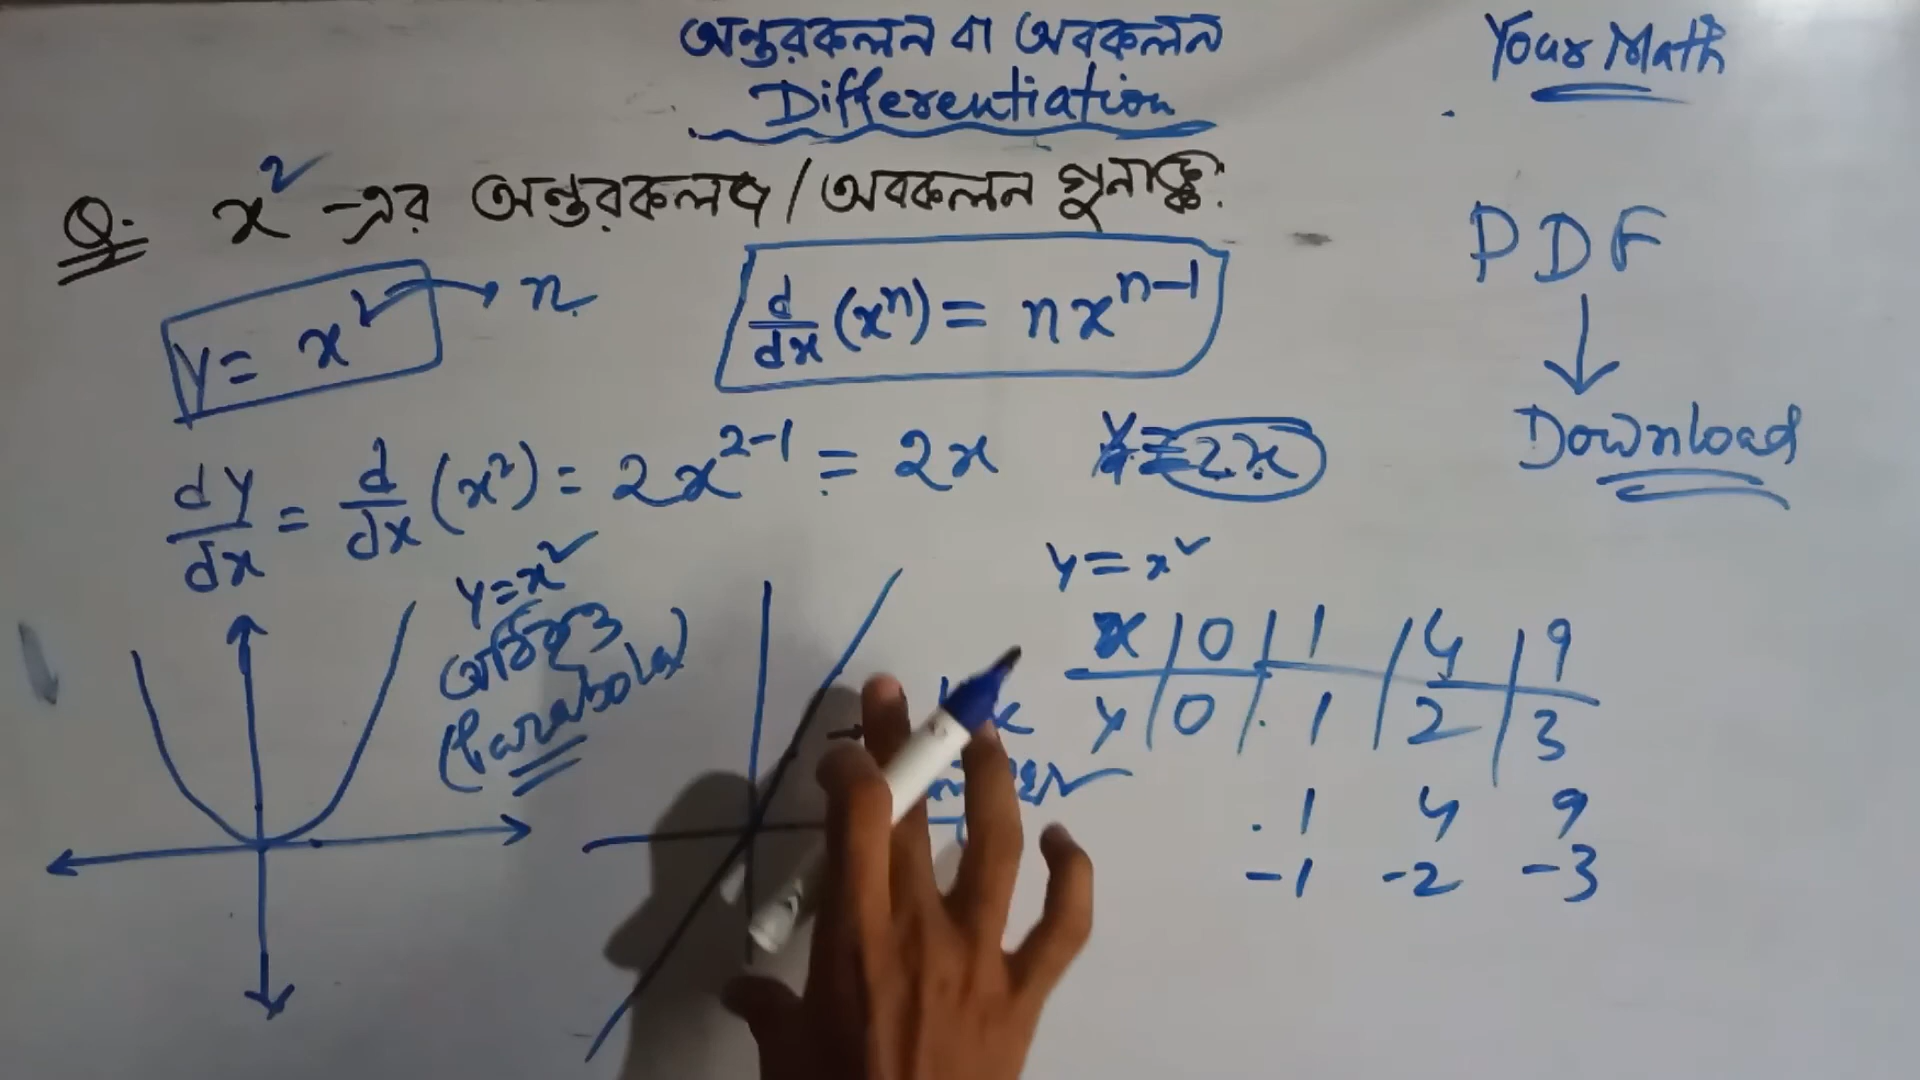 অন্তরকলন বা অবকলন
Differentiation
Your Math
Q. x² -এর অন্তরকলজ / অবকলন গুনাঙ্ক:
y = x² → n
d/dx (xⁿ) = nxⁿ⁻¹
PDF
↓
Download
dy/dx = d/dx (x²) = 2x²⁻¹ = 2x
y = 2x
y = x²
(Parabola)
y = x²
x | 0 | 1 | 4 | 9
y | 0 | 1 | 2 | 3
1 4 9
-1 -2 -3